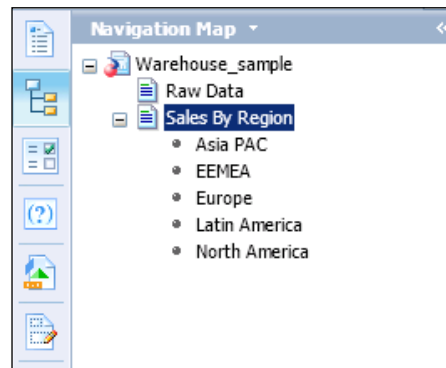 Navigation Map
Warehouse_sample
Raw Data
Sales By Region
Asia PAC
EEMEA
Europe
Latin America
North America
(?)